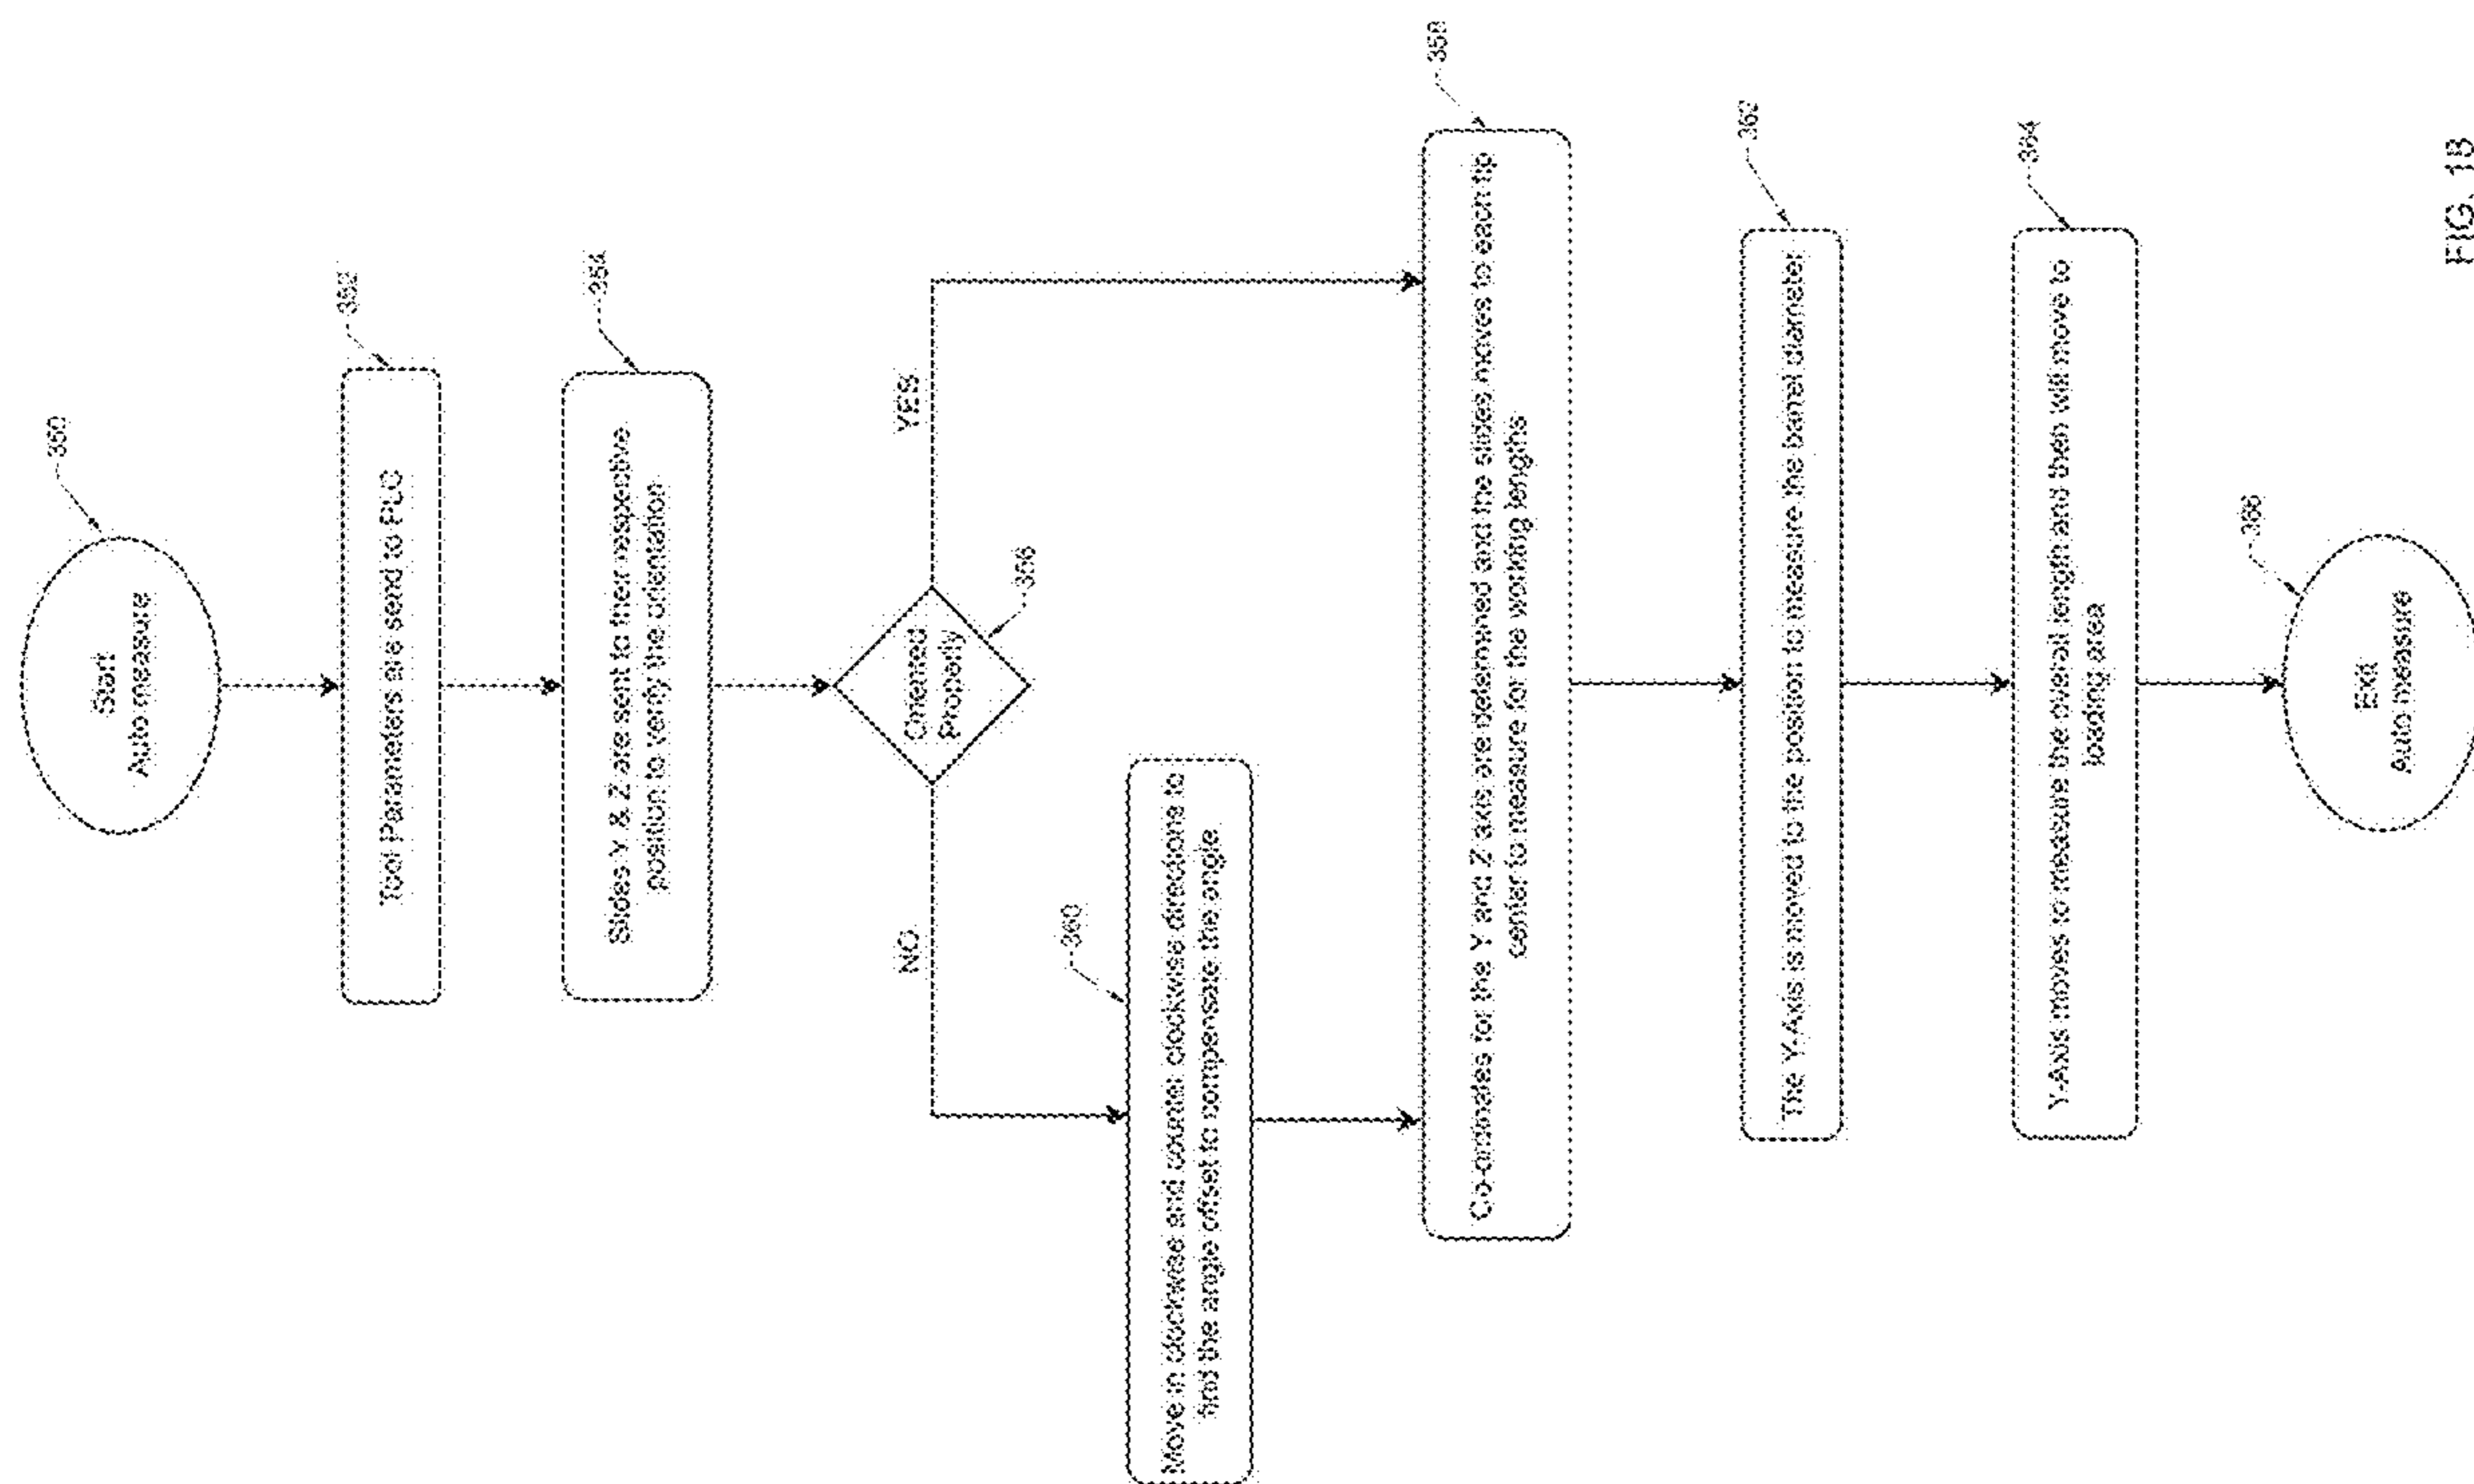 350
Start
Auto measure
352
Tool Parameters are send to PLC
354
Slides Y & Z are sent to their respective
position to verify the orientation
Oriented
Properly
356
YES
NO
360
Move in clockwise and counter clockwise directions to
find the angle offset to compensate the angle
358
Co-ordinates for the Y and Z axis are determined and the slides moves to each tip
center to measure for the working lengths
362
The Y-Axis is moved to the position to measure the barrel diameter
364
Y-Axis moves to measure the overall length and then will move to
loading area
366
Exit
Auto measure
FIG. 1B